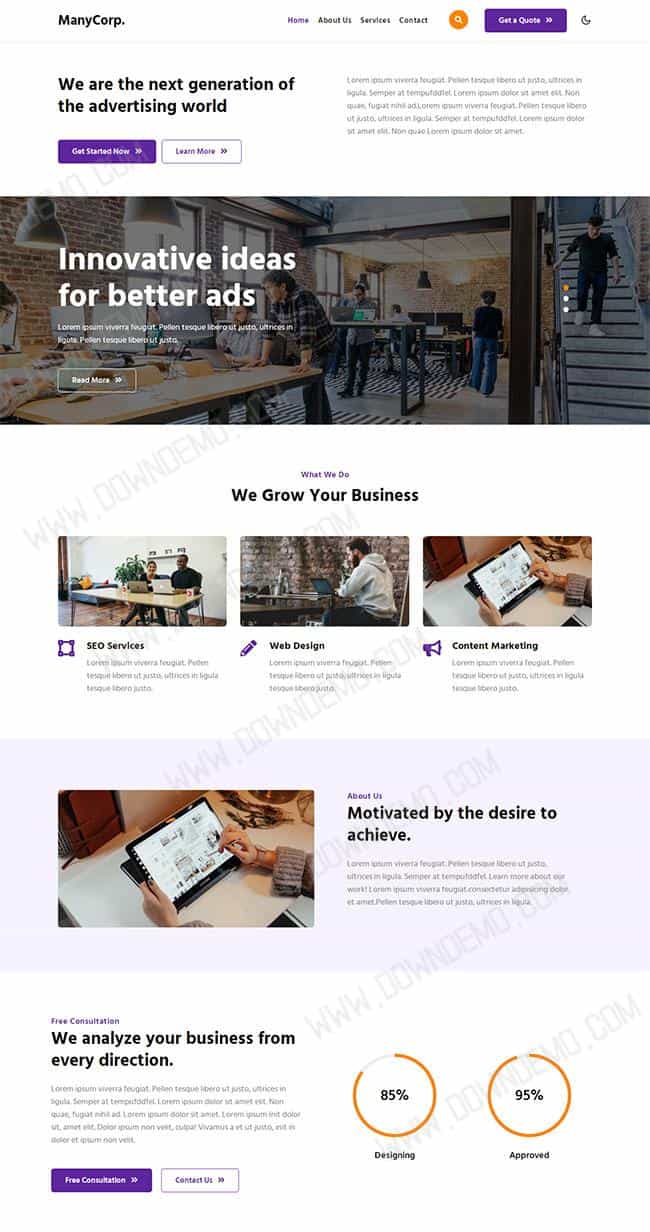 ManyCorp.
Home About Us Services Contact
Get a Quote »
We are the next generation of
the advertising world
Get Started Now » Learn More »
Lorem ipsum viverra feugiat. Pellen tesque libero ut justo, ultrices in
ligula. Semper at tempufddfel. Lorem ipsum dolor sit amet elit. Non
quae, fugiat nihil ad.Lorem ipsum viverra feugiat. Pellen tesque libero
ut justo, ultrices in ligula. Semper at tempufddfel. Lorem ipsum dolor
sit amet elit. Non quae Lorem ipsum dolor sit amet.
Innovative ideas
for better ads
Lorem ipsum viverra feugiat. Pellen tesque libero ut justo, ultrices in
ligula. Pellen tesque libero ut justo.
Read More »
What We Do
We Grow Your Business
SEO Services
Lorem ipsum viverra feugiat. Pellen
tesque libero ut justo, ultrices in ligula
tesque libero justo.
Web Design
Lorem ipsum viverra feugiat. Pellen
tesque libero ut justo, ultrices in ligula
tesque libero justo.
Content Marketing
Lorem ipsum viverra feugiat. Pellen
tesque libero ut justo, ultrices in ligula
tesque libero justo.
About Us
Motivated by the desire to
achieve.
Lorem ipsum viverra feugiat. Pellen tesque libero ut justo,
ultrices in ligula. Semper at tempufddfel. Learn more about our
work! Lorem ipsum viverra feugiat.consectetur adipisicing dolor
et amet.Pellen tesque libero ut justo, ultrices in ligula.
Free Consultation
We analyze your business from
every direction.
Lorem ipsum viverra feugiat. Pellen tesque libero ut justo, ultrices in
ligula. Semper at tempufddfel. Lorem ipsum dolor sit amet elit. Non
quae, fugiat nihil ad. Lorem ipsum dolor sit amet. Lorem ipsum init dolor
sit, amet elit. Dolor ipsum non velit, culpa! Vivamus a et ut justo, init in
dolor et ipsum non velit.
Free Consultation » Contact Us »
85%
Designing
95%
Approved
WWW.DOWNDEMO.COM
WWW.DOWNDEMO.COM
WWW.DOWNDEMO.COM
WWW.DOWNDEMO.COM